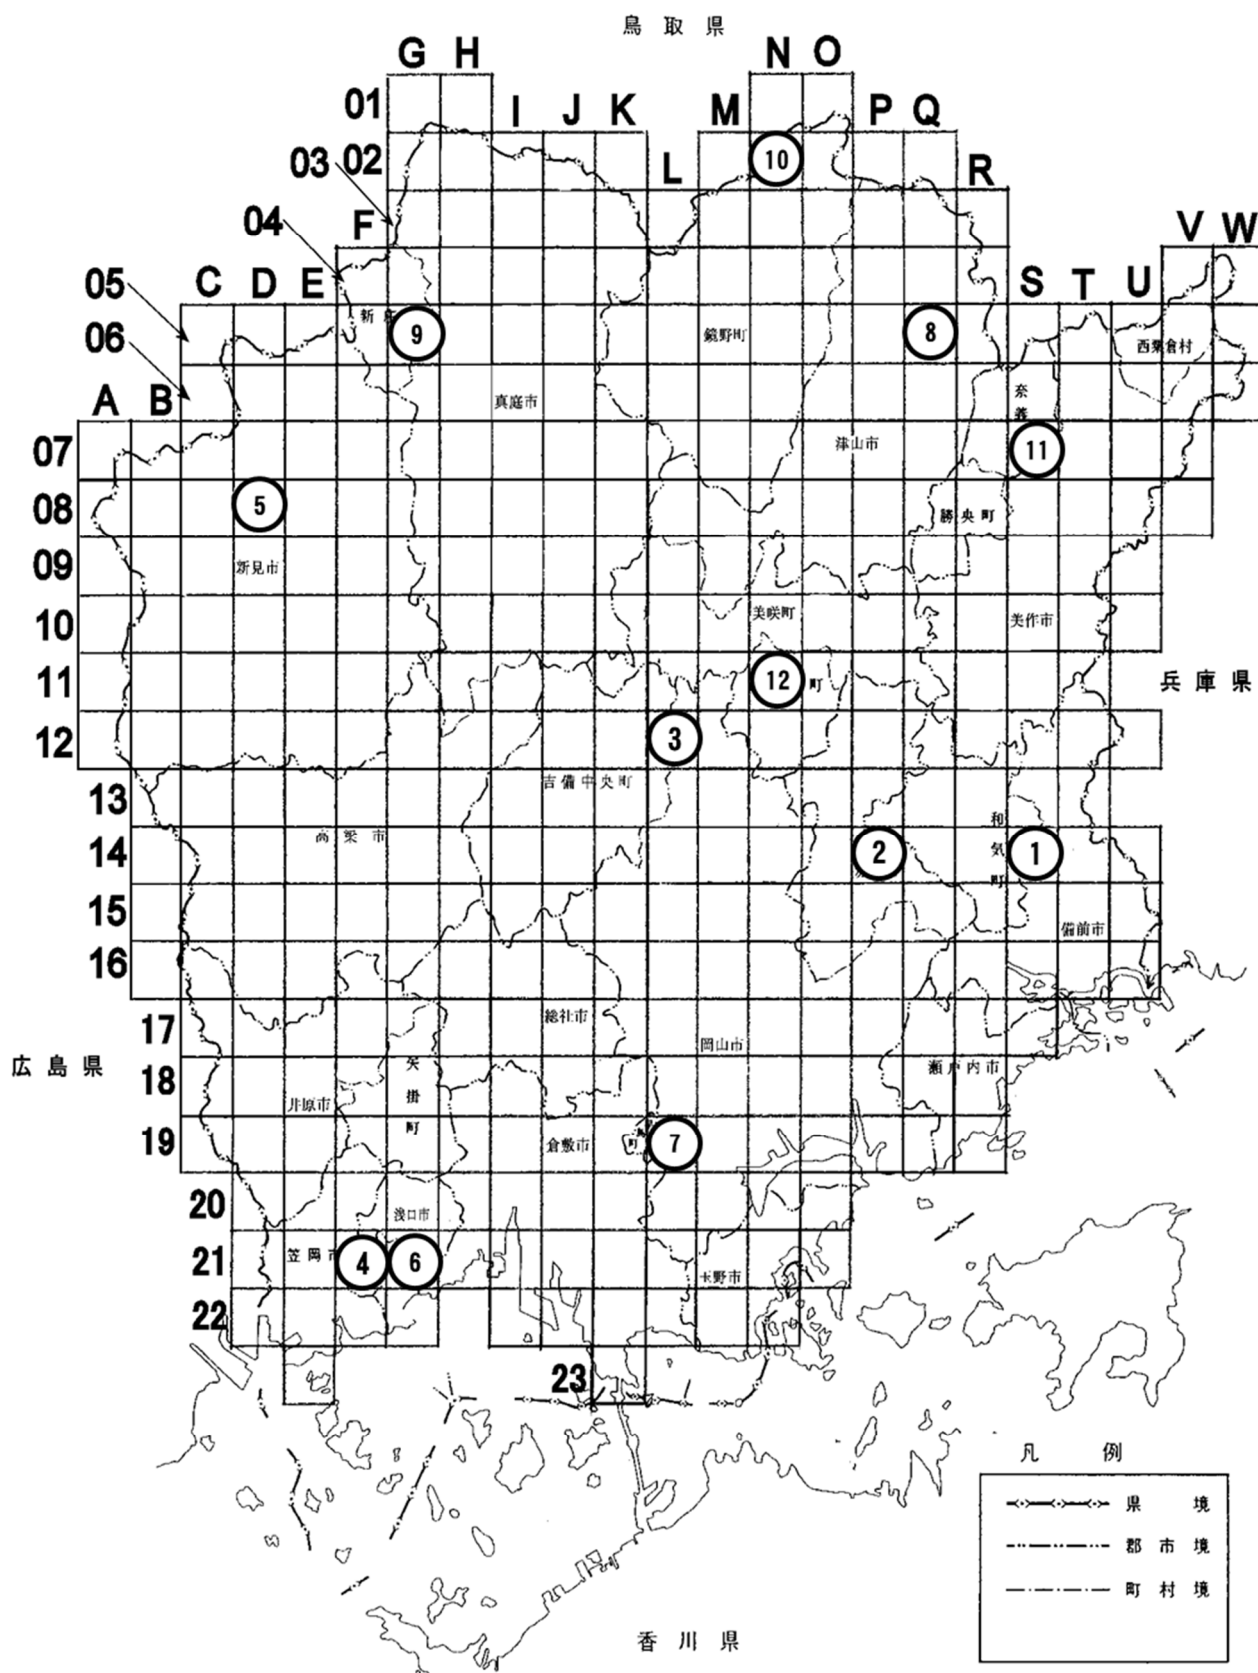 鳥取県
G H N O
01 I J K M P Q
03 02 L 10 R
04 F V W
05 C D E S T U
06 9 鏡野町 8 西粟倉村
A B 真庭市 奈義
07 津山市 11
08 5 勝央町
09 新見市
10 美咲町 美作市
11 12 町 兵庫県
12 3
13 吉備中央町
高梁市 和気町
14 2 1
15 備前市
16
17 総社市 岡山市
広島県 矢掛町
18 井原市 瀬戸内市
19 倉敷市 町 7
20 浅口市
21 笠岡市 4 6 玉野市
22
23
凡例
県境
郡市境
町村境
香川県